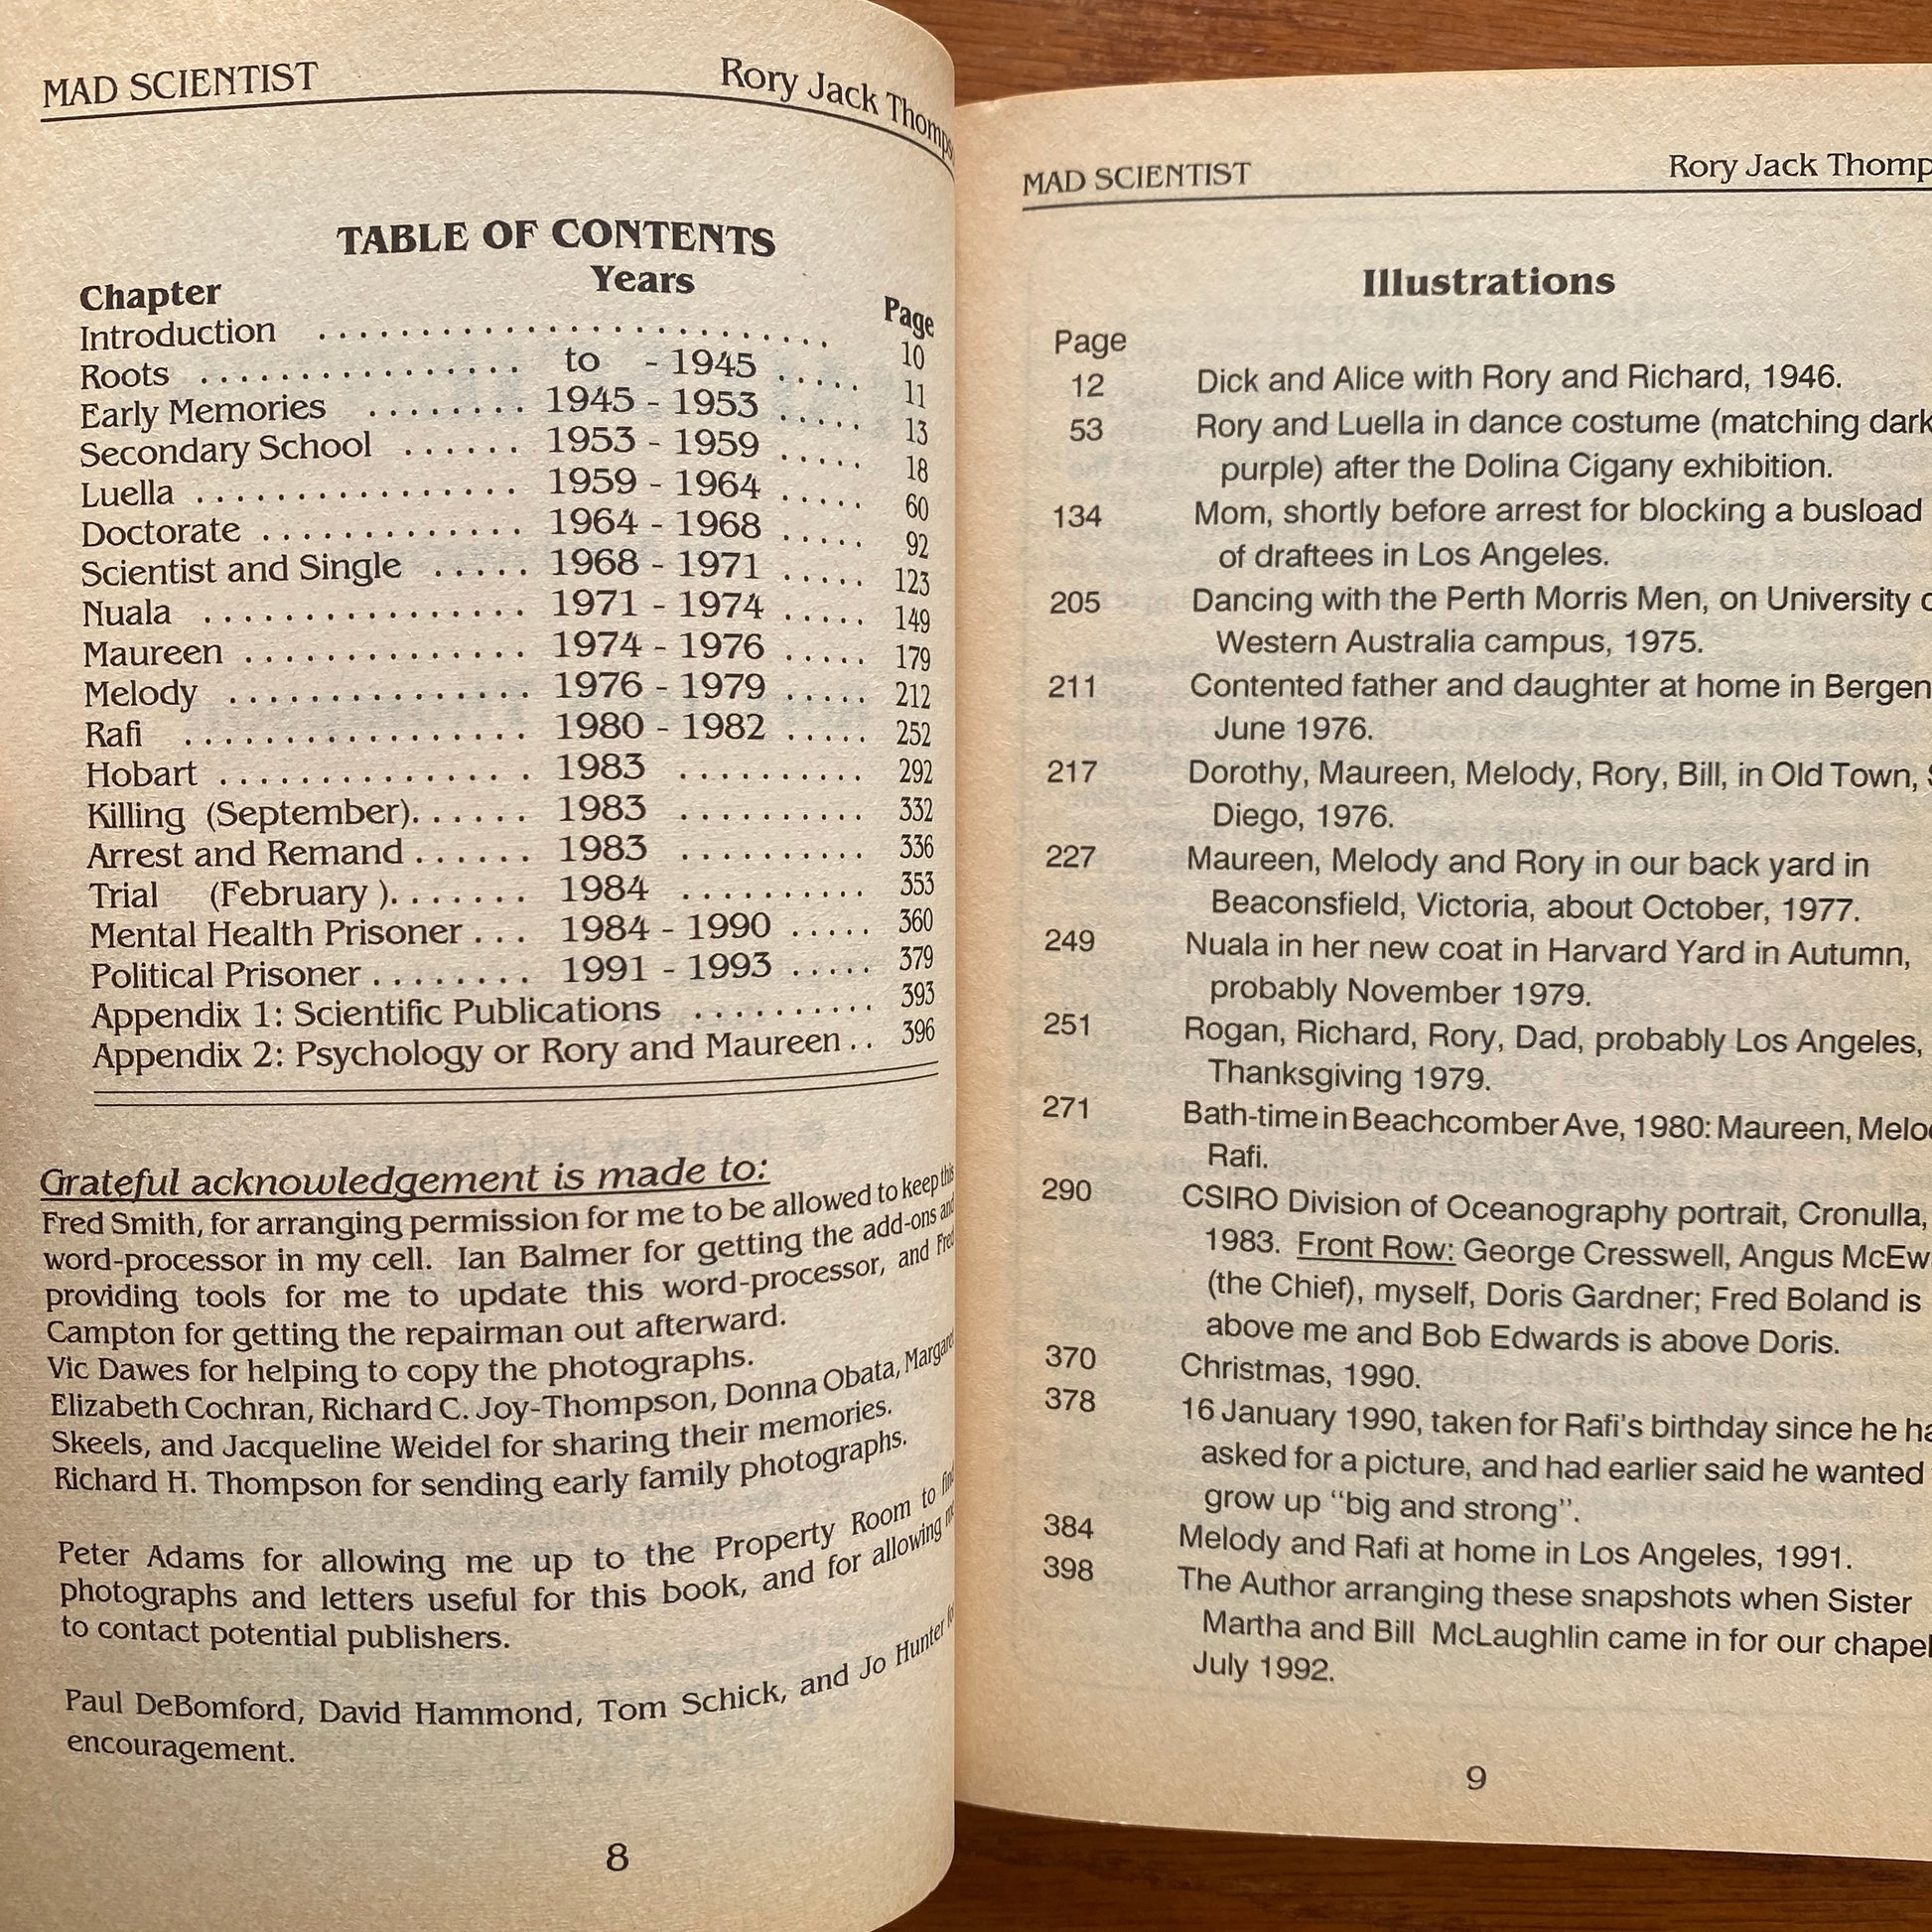 MAD SCIENTIST Rory Jack
TABLE OF CONTENTS
Chapter Years Page
Introduction ........................ 10
Roots ................ to - 1945 ..... 11
Early Memories ........ 1945 - 1953 ..... 13
Secondary School ...... 1953 - 1959 ..... 18
Luella ................ 1959 - 1964 ..... 60
Doctorate ............. 1964 - 1968 ..... 92
Scientist and Single ..... 1968 - 1971 ..... 123
Nuala ................ 1971 - 1974 ..... 149
Maureen .............. 1974 - 1976 ..... 179
Melody ............... 1976 - 1979 ..... 212
Rafi ................. 1980 - 1982 ..... 252
Hobart ............... 1983 .......... 292
Killing (September)....... 1983 .......... 332
Arrest and Remand ...... 1983 .......... 336
Trial (February )....... 1984 .......... 353
Mental Health Prisoner ... 1984 - 1990 ..... 360
Political Prisoner ........ 1991 - 1993 ..... 379
Appendix 1: Scientific Publications .......... 393
Appendix 2: Psychology or Rory and Maureen .. 396
Grateful acknowledgement is made to:
Fred Smith, for arranging permission for me to be allowed to keep this
word-processor in my cell. Ian Balmer for getting the add-ons and
providing tools for me to update this word-processor, and Fred
Campton for getting the repairman out afterward.
Vic Dawes for helping to copy the photographs.
Elizabeth Cochran, Richard C. Joy-Thompson, Donna Obata, Margaret
Skeels, and Jacqueline Weidel for sharing their memories.
Richard H. Thompson for sending early family photographs.
Peter Adams for allowing me up to the Property Room to find
photographs and letters useful for this book, and for allowing me
to contact potential publishers.
Paul DeBomford, David Hammond, Tom Schick, and Jo Hunter
encouragement.
8
MAD SCIENTIST Rory Jack
Illustrations
Page
12 Dick and Alice with Rory and Richard, 1946.
53 Rory and Luella in dance costume (matching dark
purple) after the Dolina Cigany exhibition.
134 Mom, shortly before arrest for blocking a busload
of draftees in Los Angeles.
205 Dancing with the Perth Morris Men, on University
Western Australia campus, 1975.
211 Contented father and daughter at home in Bergen
June 1976.
217 Dorothy, Maureen, Melody, Rory, Bill, in Old Town,
Diego, 1976.
227 Maureen, Melody and Rory in our back yard in
Beaconsfield, Victoria, about October, 1977.
249 Nuala in her new coat in Harvard Yard in Autumn,
probably November 1979.
251 Rogan, Richard, Rory, Dad, probably Los Angeles,
Thanksgiving 1979.
271 Bath-time in Beachcomber Ave, 1980: Maureen,
Rafi.
290 CSIRO Division of Oceanography portrait, Cronulla,
1983. Front Row: George Cresswell, Angus
(the Chief), myself, Doris Gardner; Fred Boland is
above me and Bob Edwards is above Doris.
370 Christmas, 1990.
378 16 January 1990, taken for Rafi's birthday since he
asked for a picture, and had earlier said he wanted
grow up "big and strong".
384 Melody and Rafi at home in Los Angeles, 1991.
398 The Author arranging these snapshots when Sister
Martha and Bill McLaughlin came in for our chapel
July 1992.
9